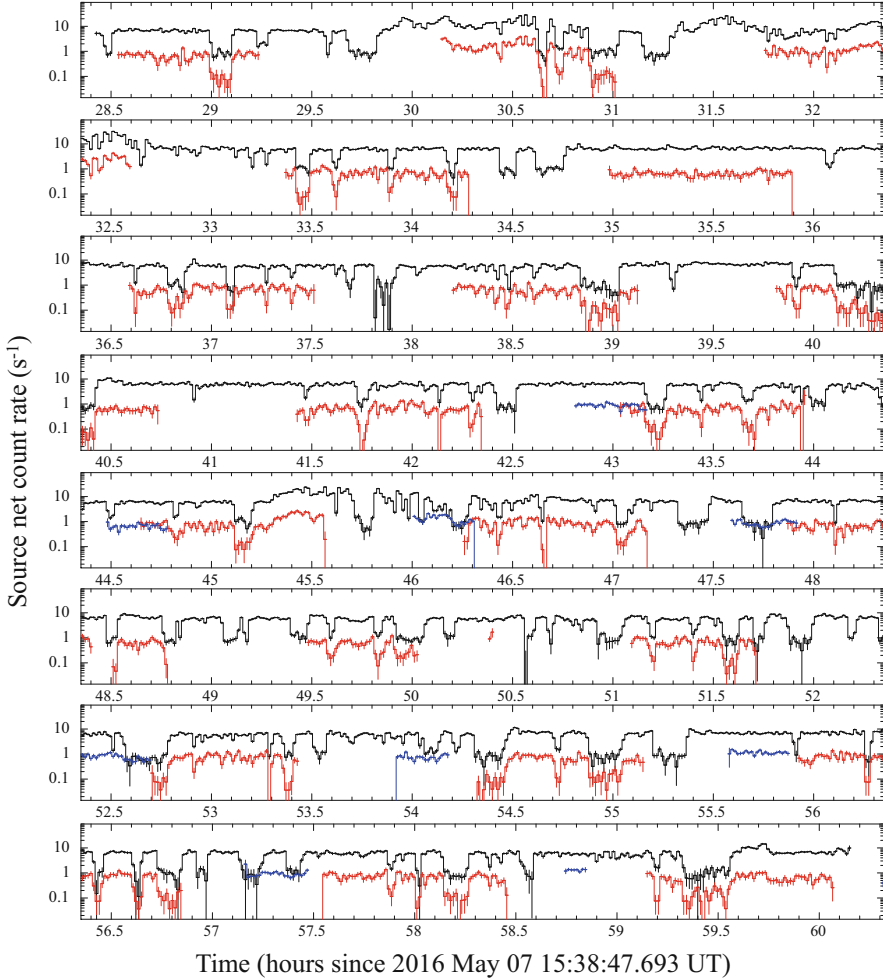 10
1
0.1
28.5 29 29.5 30 30.5 31 31.5 32
10
1
0.1
32.5 33 33.5 34 34.5 35 35.5 36
10
1
0.1
36.5 37 37.5 38 38.5 39 39.5 40
10
1
0.1
40.5 41 41.5 42 42.5 43 43.5 44
10
1
0.1
44.5 45 45.5 46 46.5 47 47.5 48
10
1
0.1
48.5 49 49.5 50 50.5 51 51.5 52
10
1
0.1
52.5 53 53.5 54 54.5 55 55.5 56
10
1
0.1
56.5 57 57.5 58 58.5 59 59.5 60
Source net count rate (s⁻¹)
Time (hours since 2016 May 07 15:38:47.693 UT)